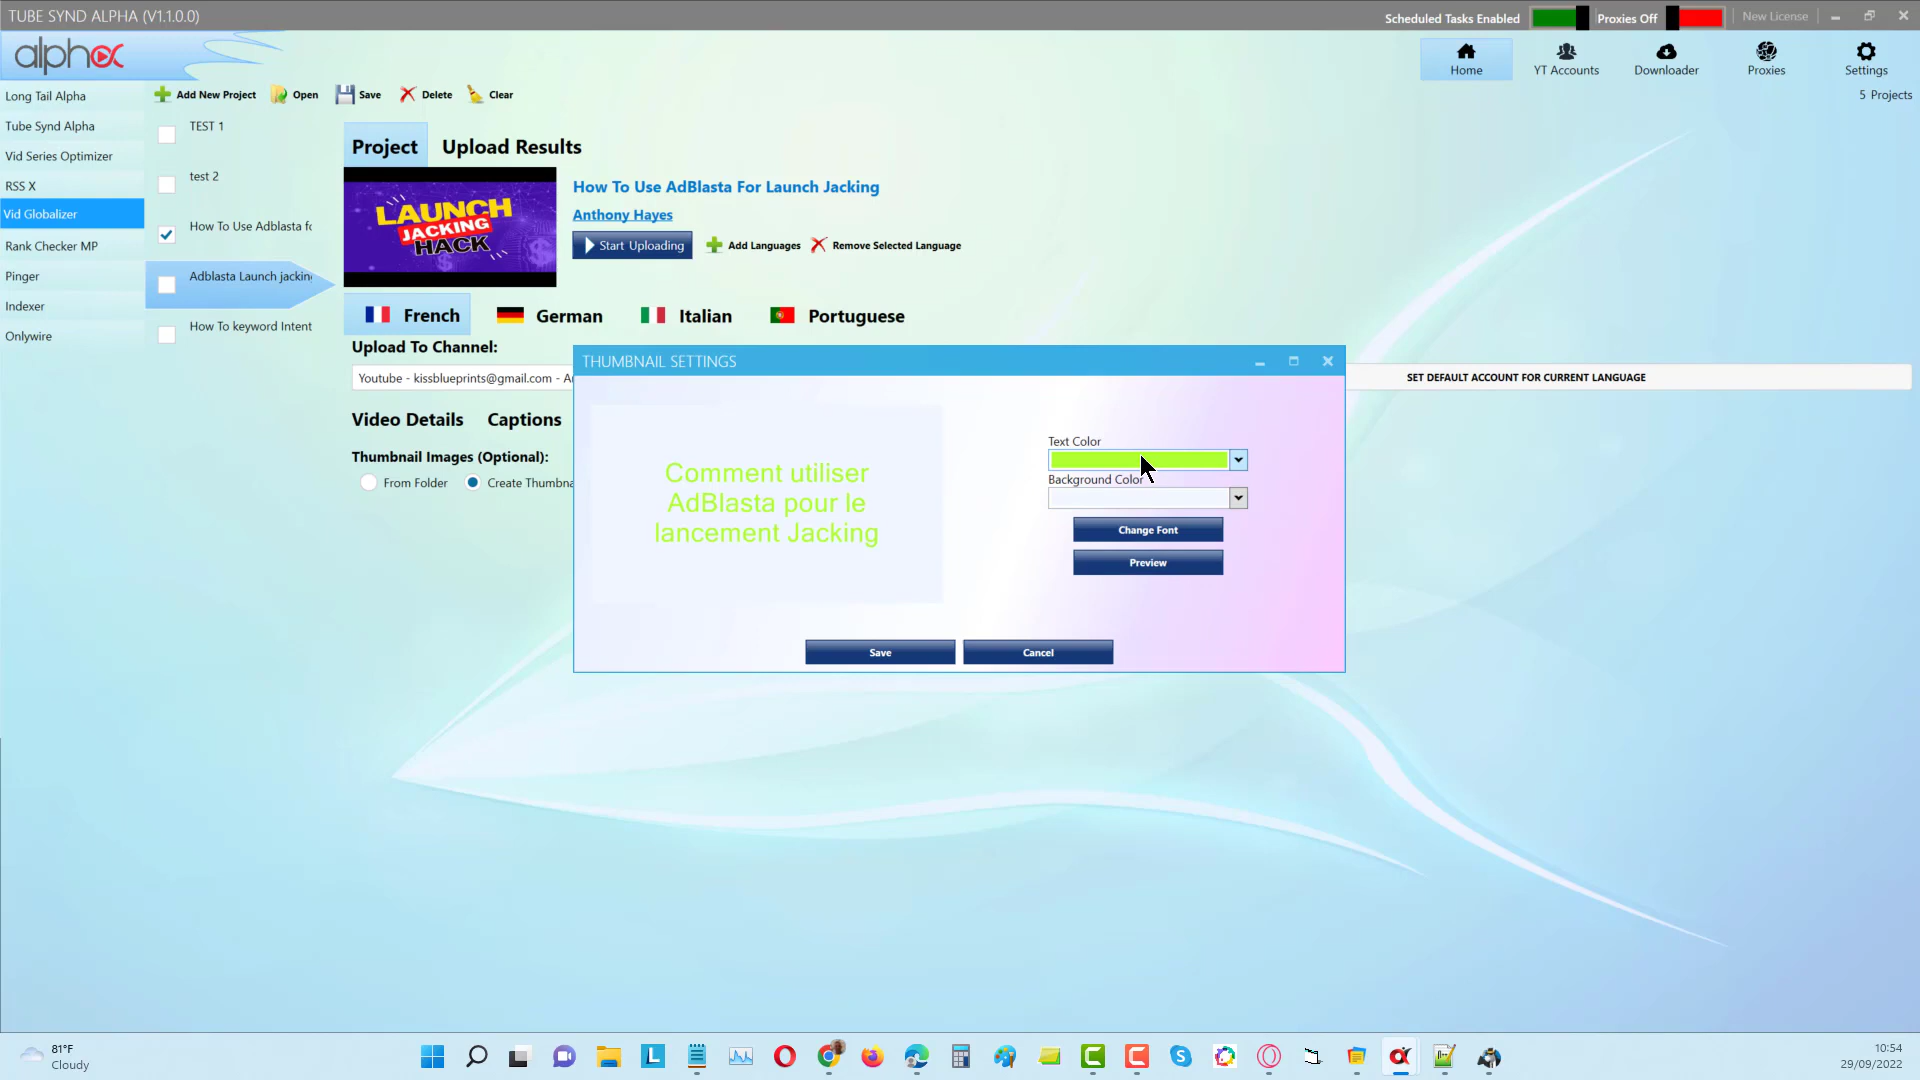 TUBE SYND ALPHA (V1.1.0.0)
Scheduled Tasks Enabled
Proxies Off
New License
alpha
Home
YT Accounts
Downloader
Proxies
Settings
Long Tail Alpha
Tube Synd Alpha
Vid Series Optimizer
RSS X
Vid Globalizer
Rank Checker MP
Pinger
Indexer
Onlywire
Add New Project
Open
Save
Delete
Clear
5 Projects
TEST 1
test 2
How To Use Adblasta fo
Adblasta Launch jackin
How To keyword Intent
Project
Upload Results
LAUNCH
JACKING
HACK
How To Use AdBlasta For Launch Jacking
Anthony Hayes
Start Uploading
Add Languages
Remove Selected Language
French
German
Italian
Portuguese
Upload To Channel:
Youtube - kissblueprints@gmail.com - A
SET DEFAULT ACCOUNT FOR CURRENT LANGUAGE
Video Details
Captions
Thumbnail Images (Optional):
From Folder
Create Thumbna
THUMBNAIL SETTINGS
Comment utiliser
AdBlasta pour le
lancement Jacking
Text Color
Background Color
Change Font
Preview
Save
Cancel
81°F
Cloudy
10:54
29/09/2022